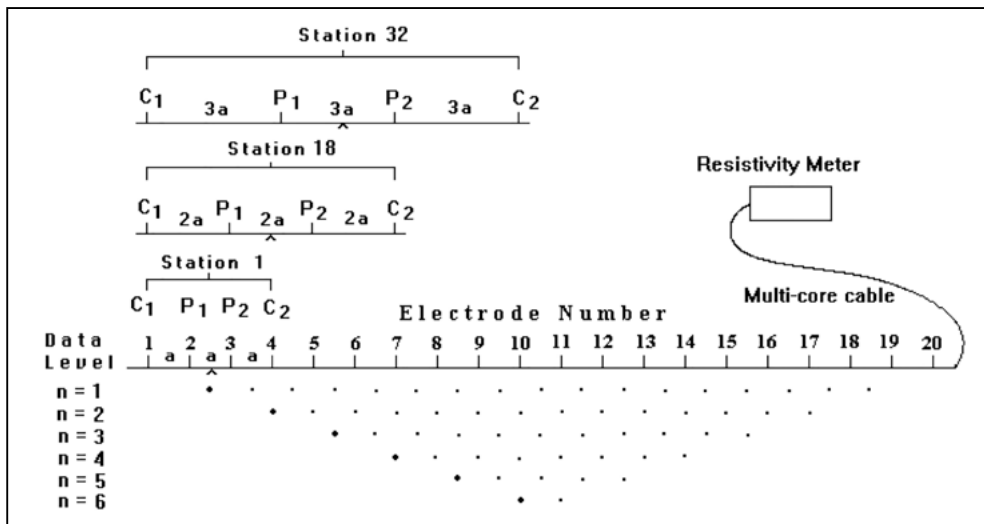 Station 32
C1 3a P1 3a P2 3a C2
Station 18
C1 2a P1 2a P2 2a C2
Resistivity Meter
Station 1
C1 P1 P2 C2
Multi-core cable
Electrode Number
Data Level
1 2 3 4 5 6 7 8 9 10 11 12 13 14 15 16 17 18 19 20
a a a
n = 1
n = 2
n = 3
n = 4
n = 5
n = 6